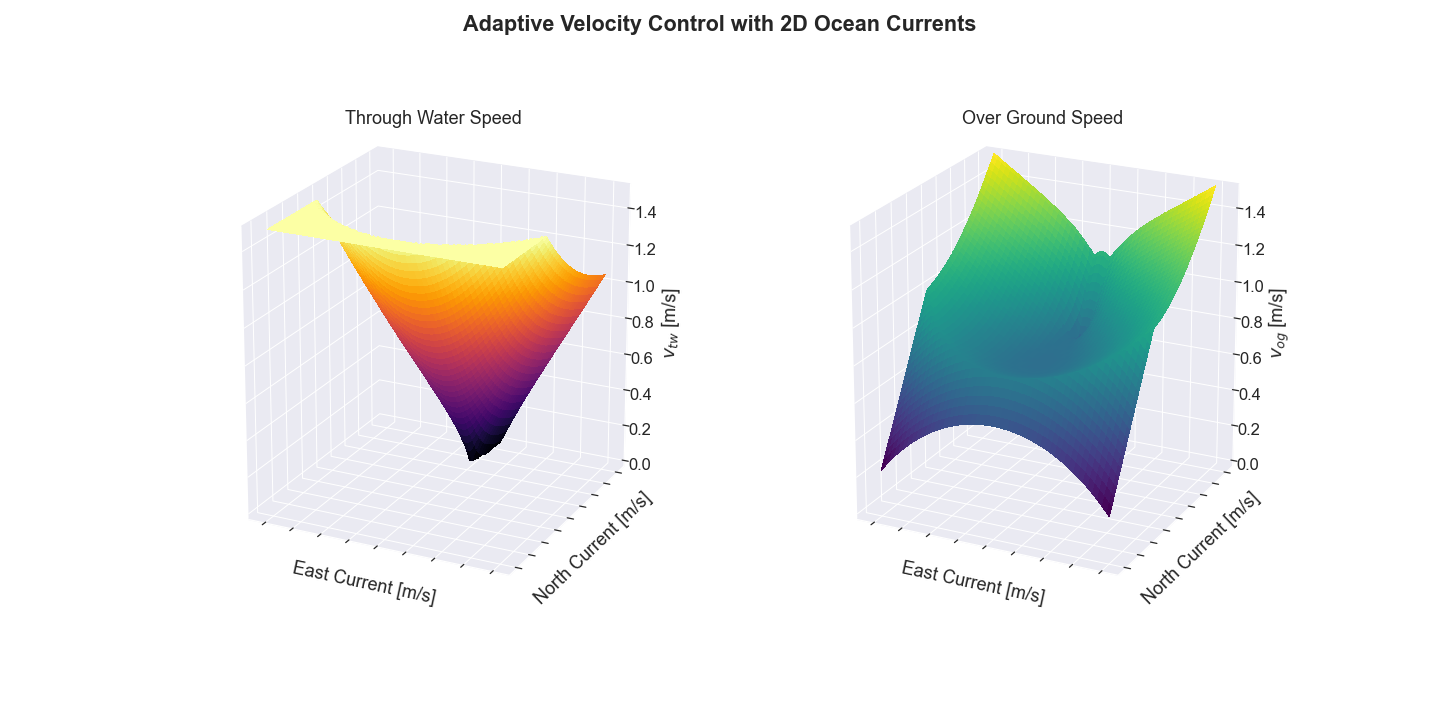 Adaptive Velocity Control with 2D Ocean Currents
Through Water Speed
1.4
1.2
1.0
0.8
0.6
0.4
0.2
0.0
v_tw [m/s]
East Current [m/s]
North Current [m/s]
Over Ground Speed
1.4
1.2
1.0
0.8
0.6
0.4
0.2
0.0
v_og [m/s]
East Current [m/s]
North Current [m/s]